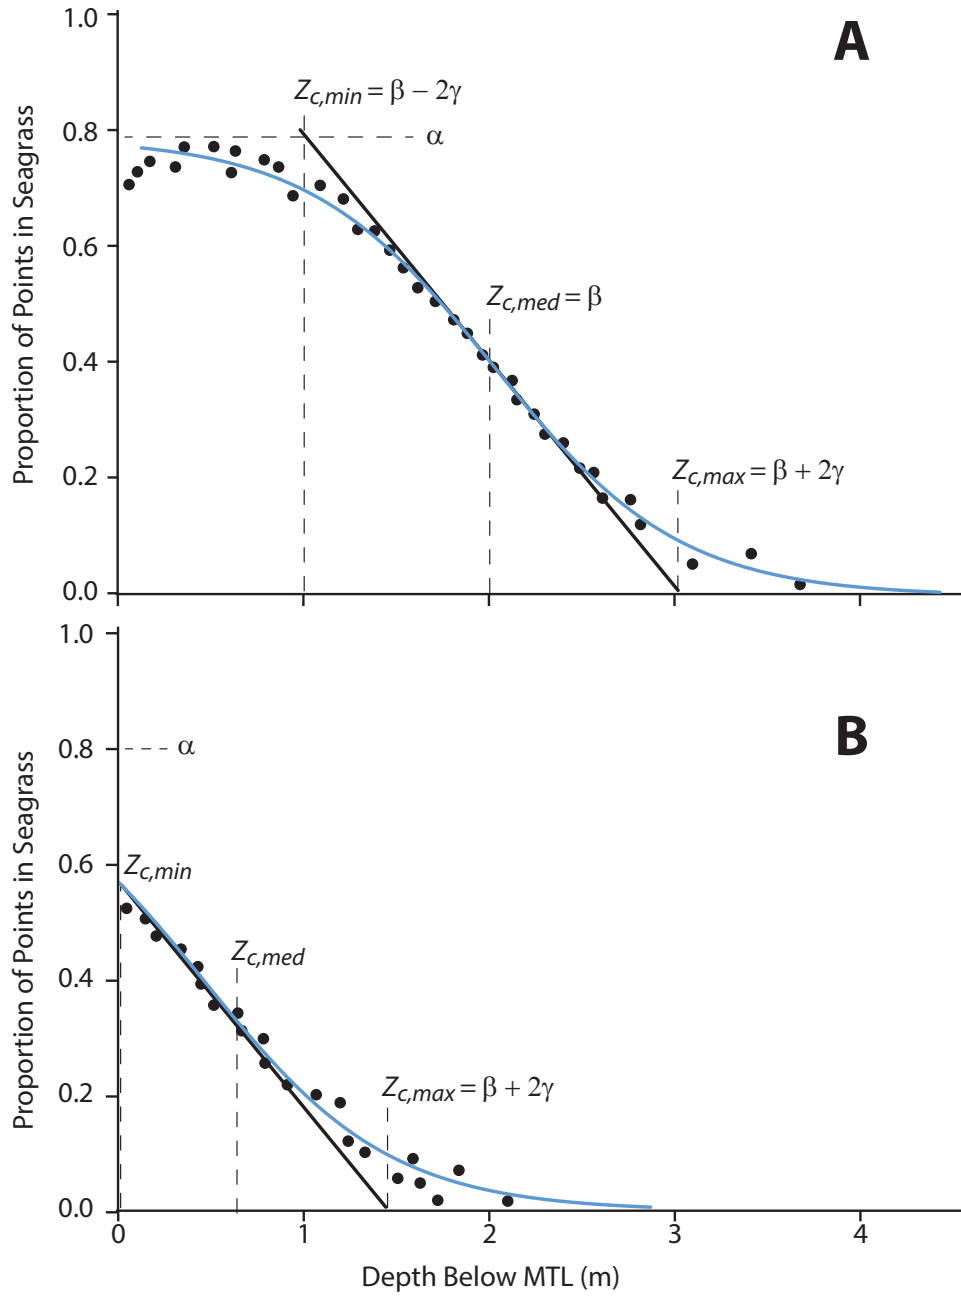 A
Proportion of Points in Seagrass
1.0
0.8
0.6
0.4
0.2
0.0
Zc,min = β − 2γ
α
Zc,med = β
Zc,max = β + 2γ
0
1
2
3
4
B
Proportion of Points in Seagrass
1.0
0.8
0.6
0.4
0.2
0.0
α
Zc,min
Zc,med
Zc,max = β + 2γ
0
1
2
3
4
Depth Below MTL (m)